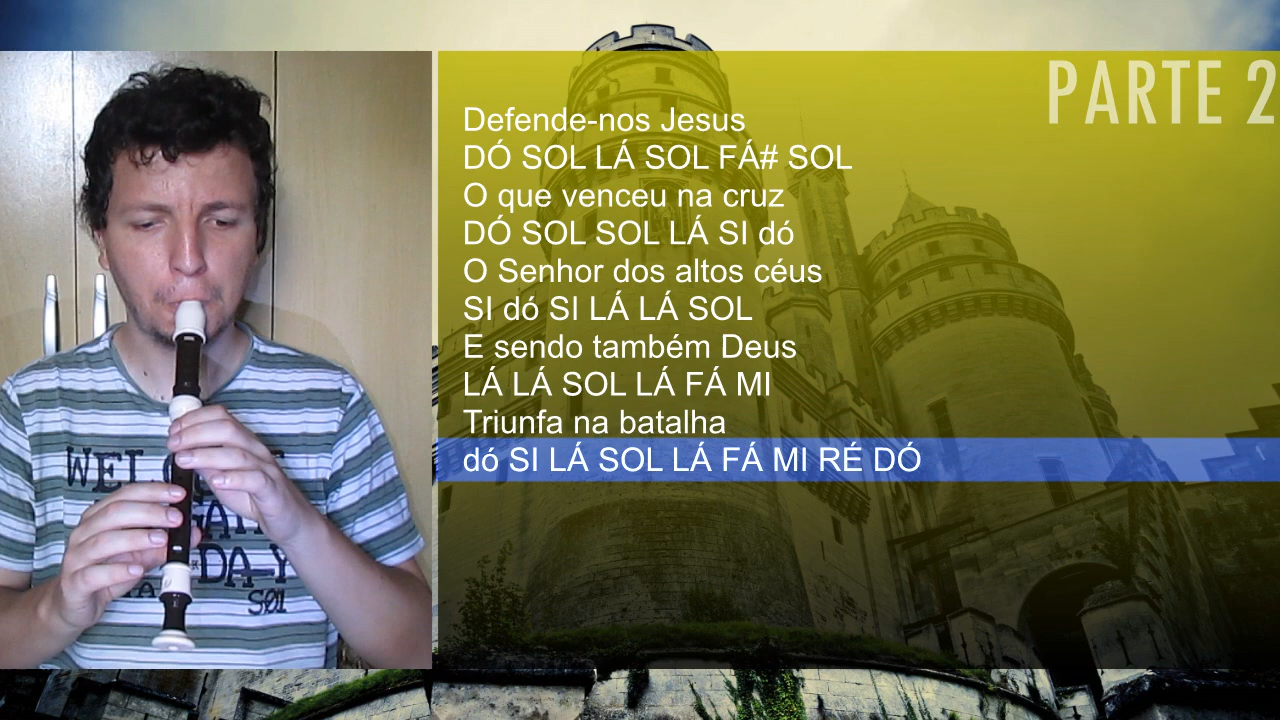 PARTE 2
Defende-nos Jesus
DÓ SOL LÁ SOL FÁ# SOL
O que venceu na cruz
DÓ SOL SOL LÁ SI dó
O Senhor dos altos céus
SI dó SI LÁ LÁ SOL
E sendo também Deus
LÁ LÁ SOL LÁ FÁ MI
Triunfa na batalha
dó SI LÁ SOL LÁ FÁ MI RÉ DÓ